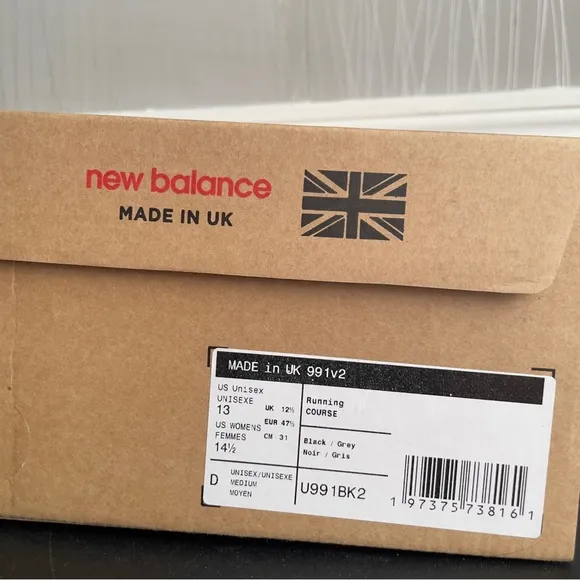 new balance
MADE IN UK
MADE in UK 991v2
US Unisex
UNISEXE
13
UK 12½
EUR 47½
US WOMENS
FEMMES
CM 31
14½
Running
COURSE
Black / Grey
Noir / Gris
D
UNISEX/UNISEXE
MEDIUM
MOYEN
U991BK2
1 97375 73816 1